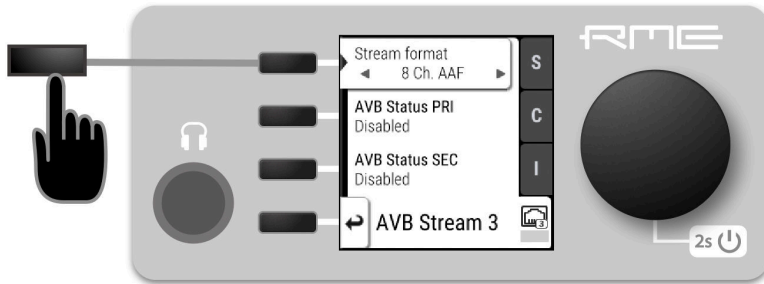 RME
Stream format
◄ 8 Ch. AAF ►
S
AVB Status PRI
Disabled
C
AVB Status SEC
Disabled
I
AVB Stream 3
3
2s